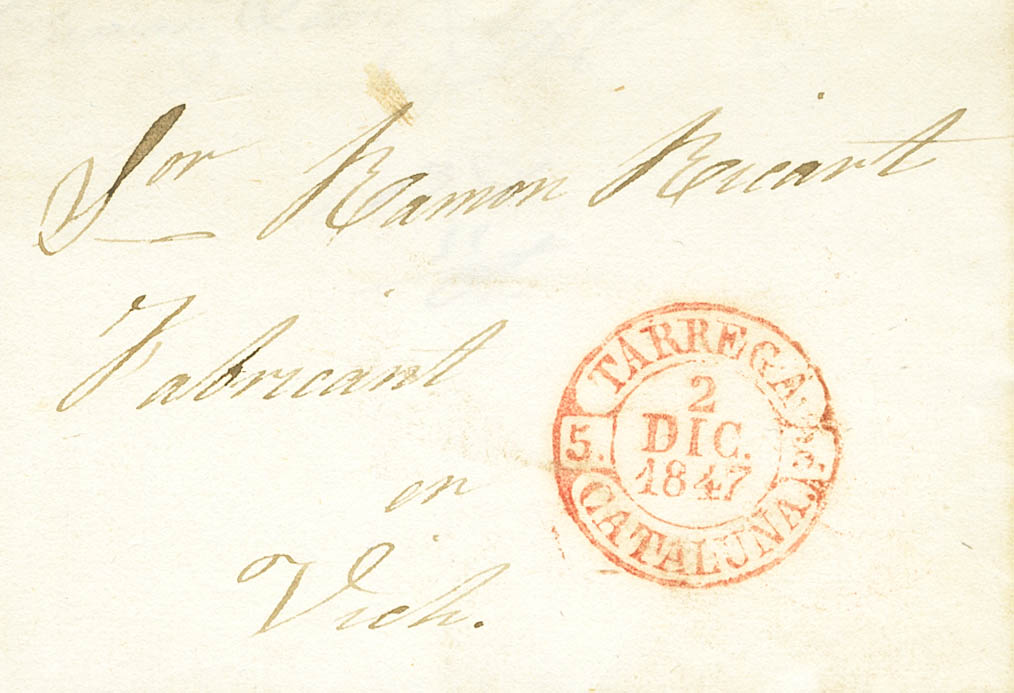 Sor Ramon Ricart
Fabricant
en
Vich.
TARREGA
2
DIC.
1847
5.
CATALUNA.